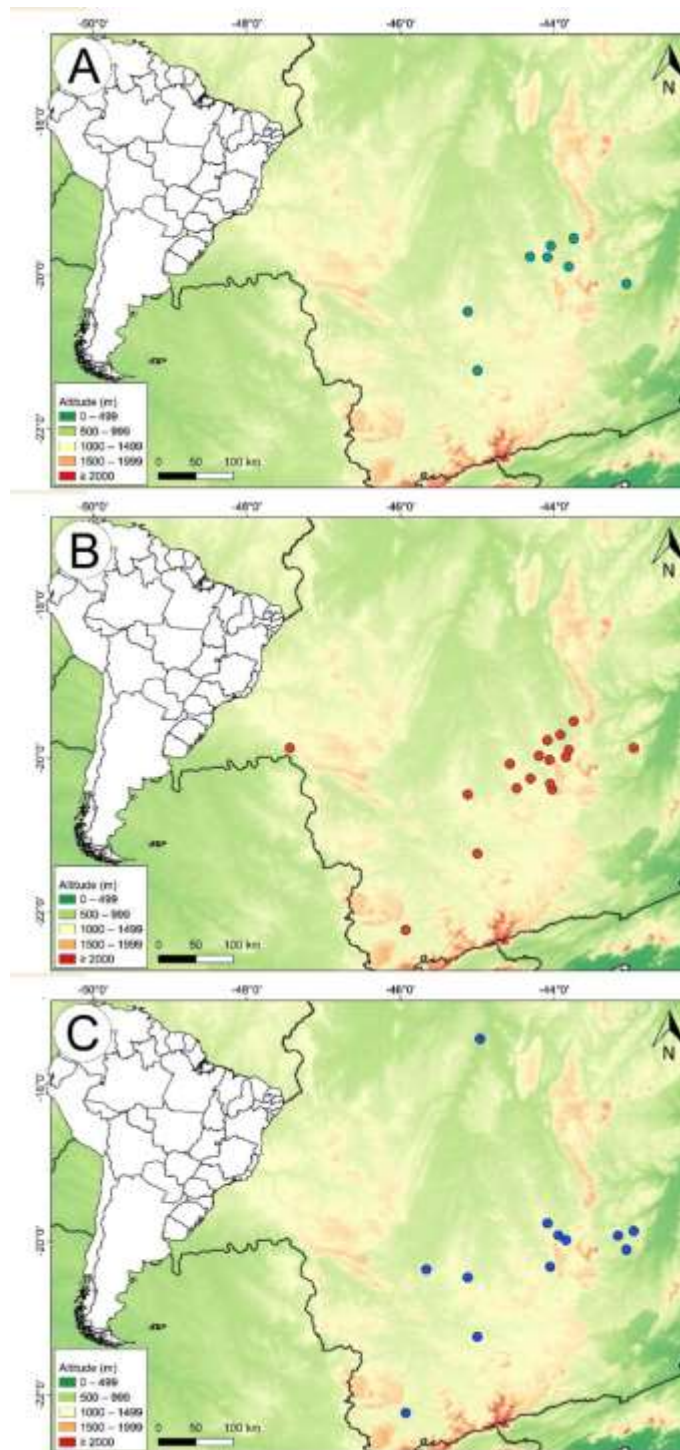 -50°0'
-48°0'
-46°0'
-44°0'
A
N
-18°0'
-20°0'
-22°0'
Altitude (m)
0 – 499
500 – 999
1000 – 1499
1500 – 1999
≥ 2000
0 50 100 km
-50°0'
-48°0'
-46°0'
-44°0'
B
N
-18°0'
-20°0'
-22°0'
Altitude (m)
0 – 499
500 – 999
1000 – 1499
1500 – 1999
≥ 2000
0 50 100 km
-50°0'
-48°0'
-46°0'
-44°0'
C
N
-18°0'
-20°0'
-22°0'
Altitude (m)
0 – 499
500 – 999
1000 – 1499
1500 – 1999
≥ 2000
0 50 100 km